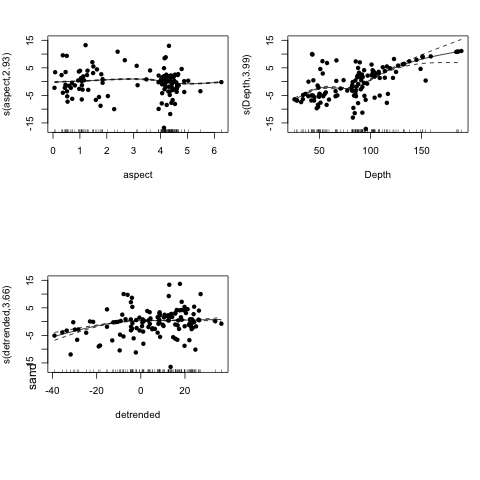 s(aspect,2.93)
15
5
-5
-15
0 1 2 3 4 5 6
aspect
s(Depth,3.99)
15
5
-5
-15
50 100 150
Depth
s(detrended,3.66)
15
5
-5
-15
sand
-40 -20 0 20
detrended